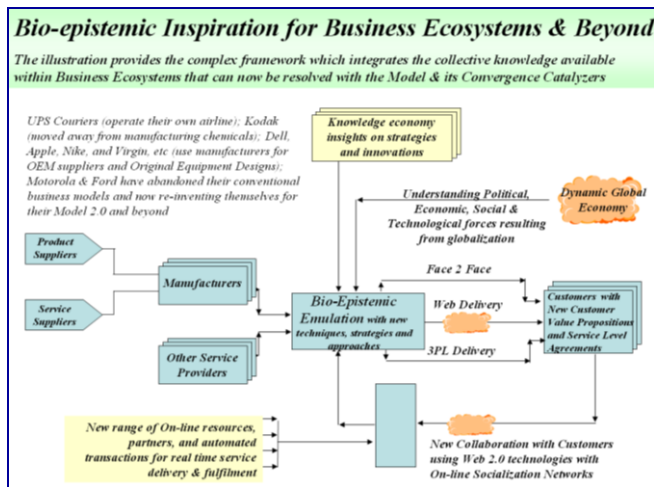 Bio-epistemic Inspiration for Business Ecosystems & Beyond
The illustration provides the complex framework which integrates the collective knowledge available
within Business Ecosystems that can now be resolved with the Model & its Convergence Catalyzers
UPS Couriers (operate their own airline); Kodak
(moved away from manufacturing chemicals); Dell,
Apple, Nike, and Virgin, etc (use manufacturers for
OEM suppliers and Original Equipment Designs);
Motorola & Ford have abandoned their conventional
business models and now re-inventing themselves for
their Model 2.0 and beyond
Knowledge economy
insights on strategies
and innovations
Understanding Political,
Economic, Social &
Technological forces resulting
from globalization
Dynamic Global
Economy
Product
Suppliers
Service
Suppliers
Manufacturers
Other Service
Providers
Bio-Epistemic
Emulation with new
techniques, strategies and
approaches
Face 2 Face
Web Delivery
3PL Delivery
Customers with
New Customer
Value Propositions
and Service Level
Agreements
New range of On-line resources,
partners, and automated
transactions for real time service
delivery & fulfilment
New Collaboration with Customers
using Web 2.0 technologies with
On-line Socialization Networks